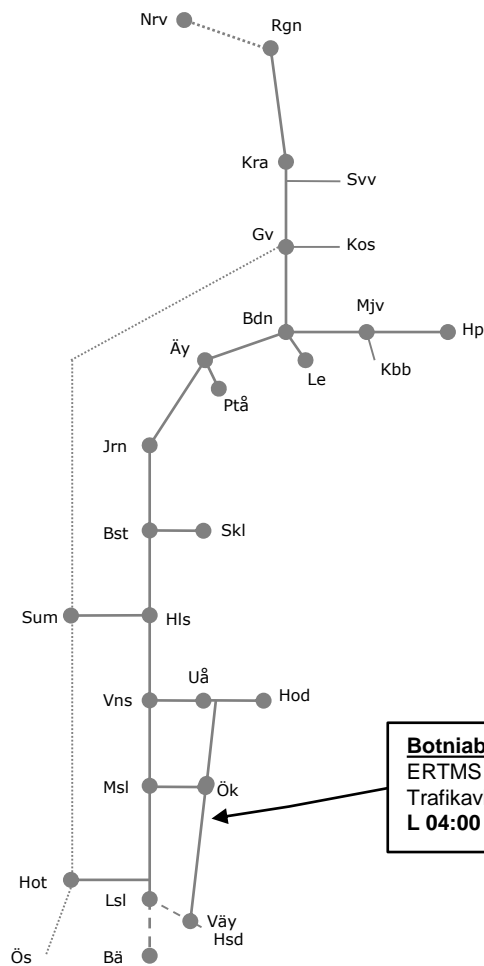 Nrv
Rgn
Kra
Svv
Gv
Kos
Bdn
Mjv
Hp
Äy
Le
Kbb
Ptå
Jrn
Bst
Skl
Sum
Hls
Uå
Vns
Hod
Msl
Ök
Botniab
ERTMS
Trafikav
L 04:00
Hot
Lsl
Väy
Hsd
Ös
Bä